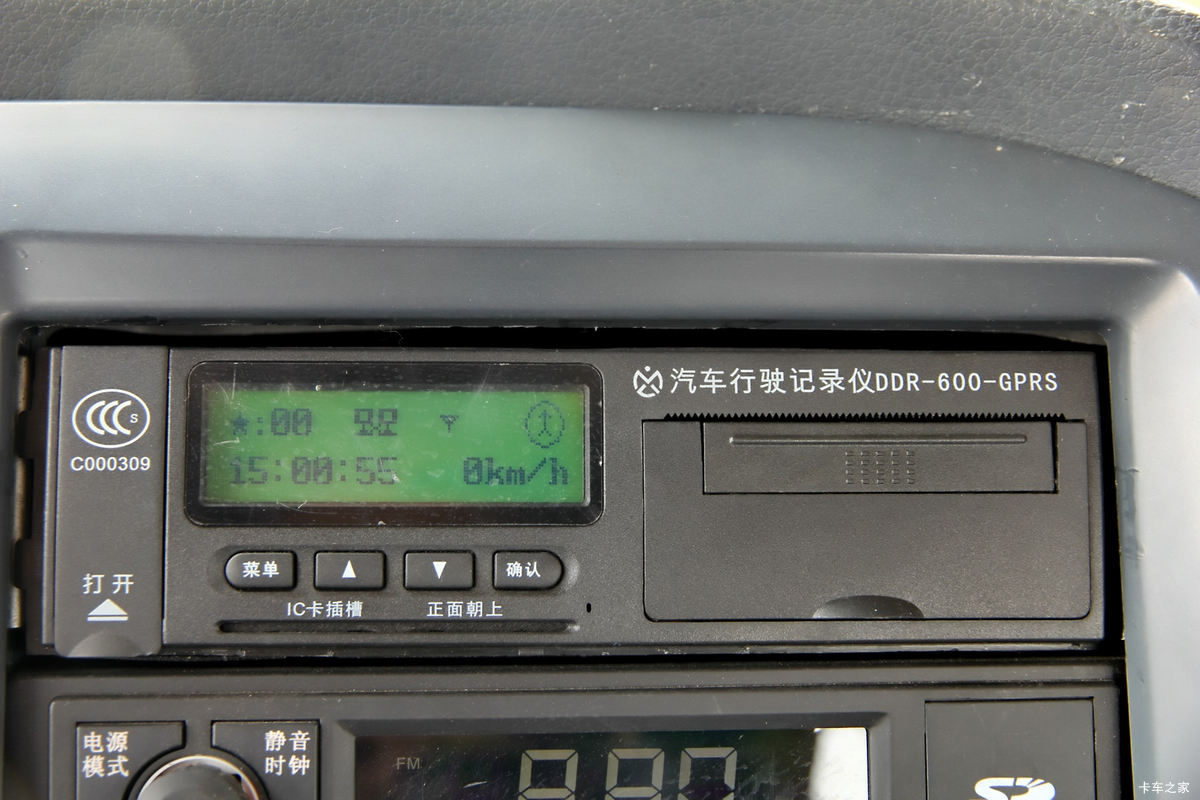 汽车行驶记录仪DDR-600-GPRS
S
C000309
★:00
15:00:55 0km/h
打开
菜单 ▲ ▼ 确认
IC卡插槽 正面朝上
电源
模式
静音
时钟
FM
SD
卡车之家